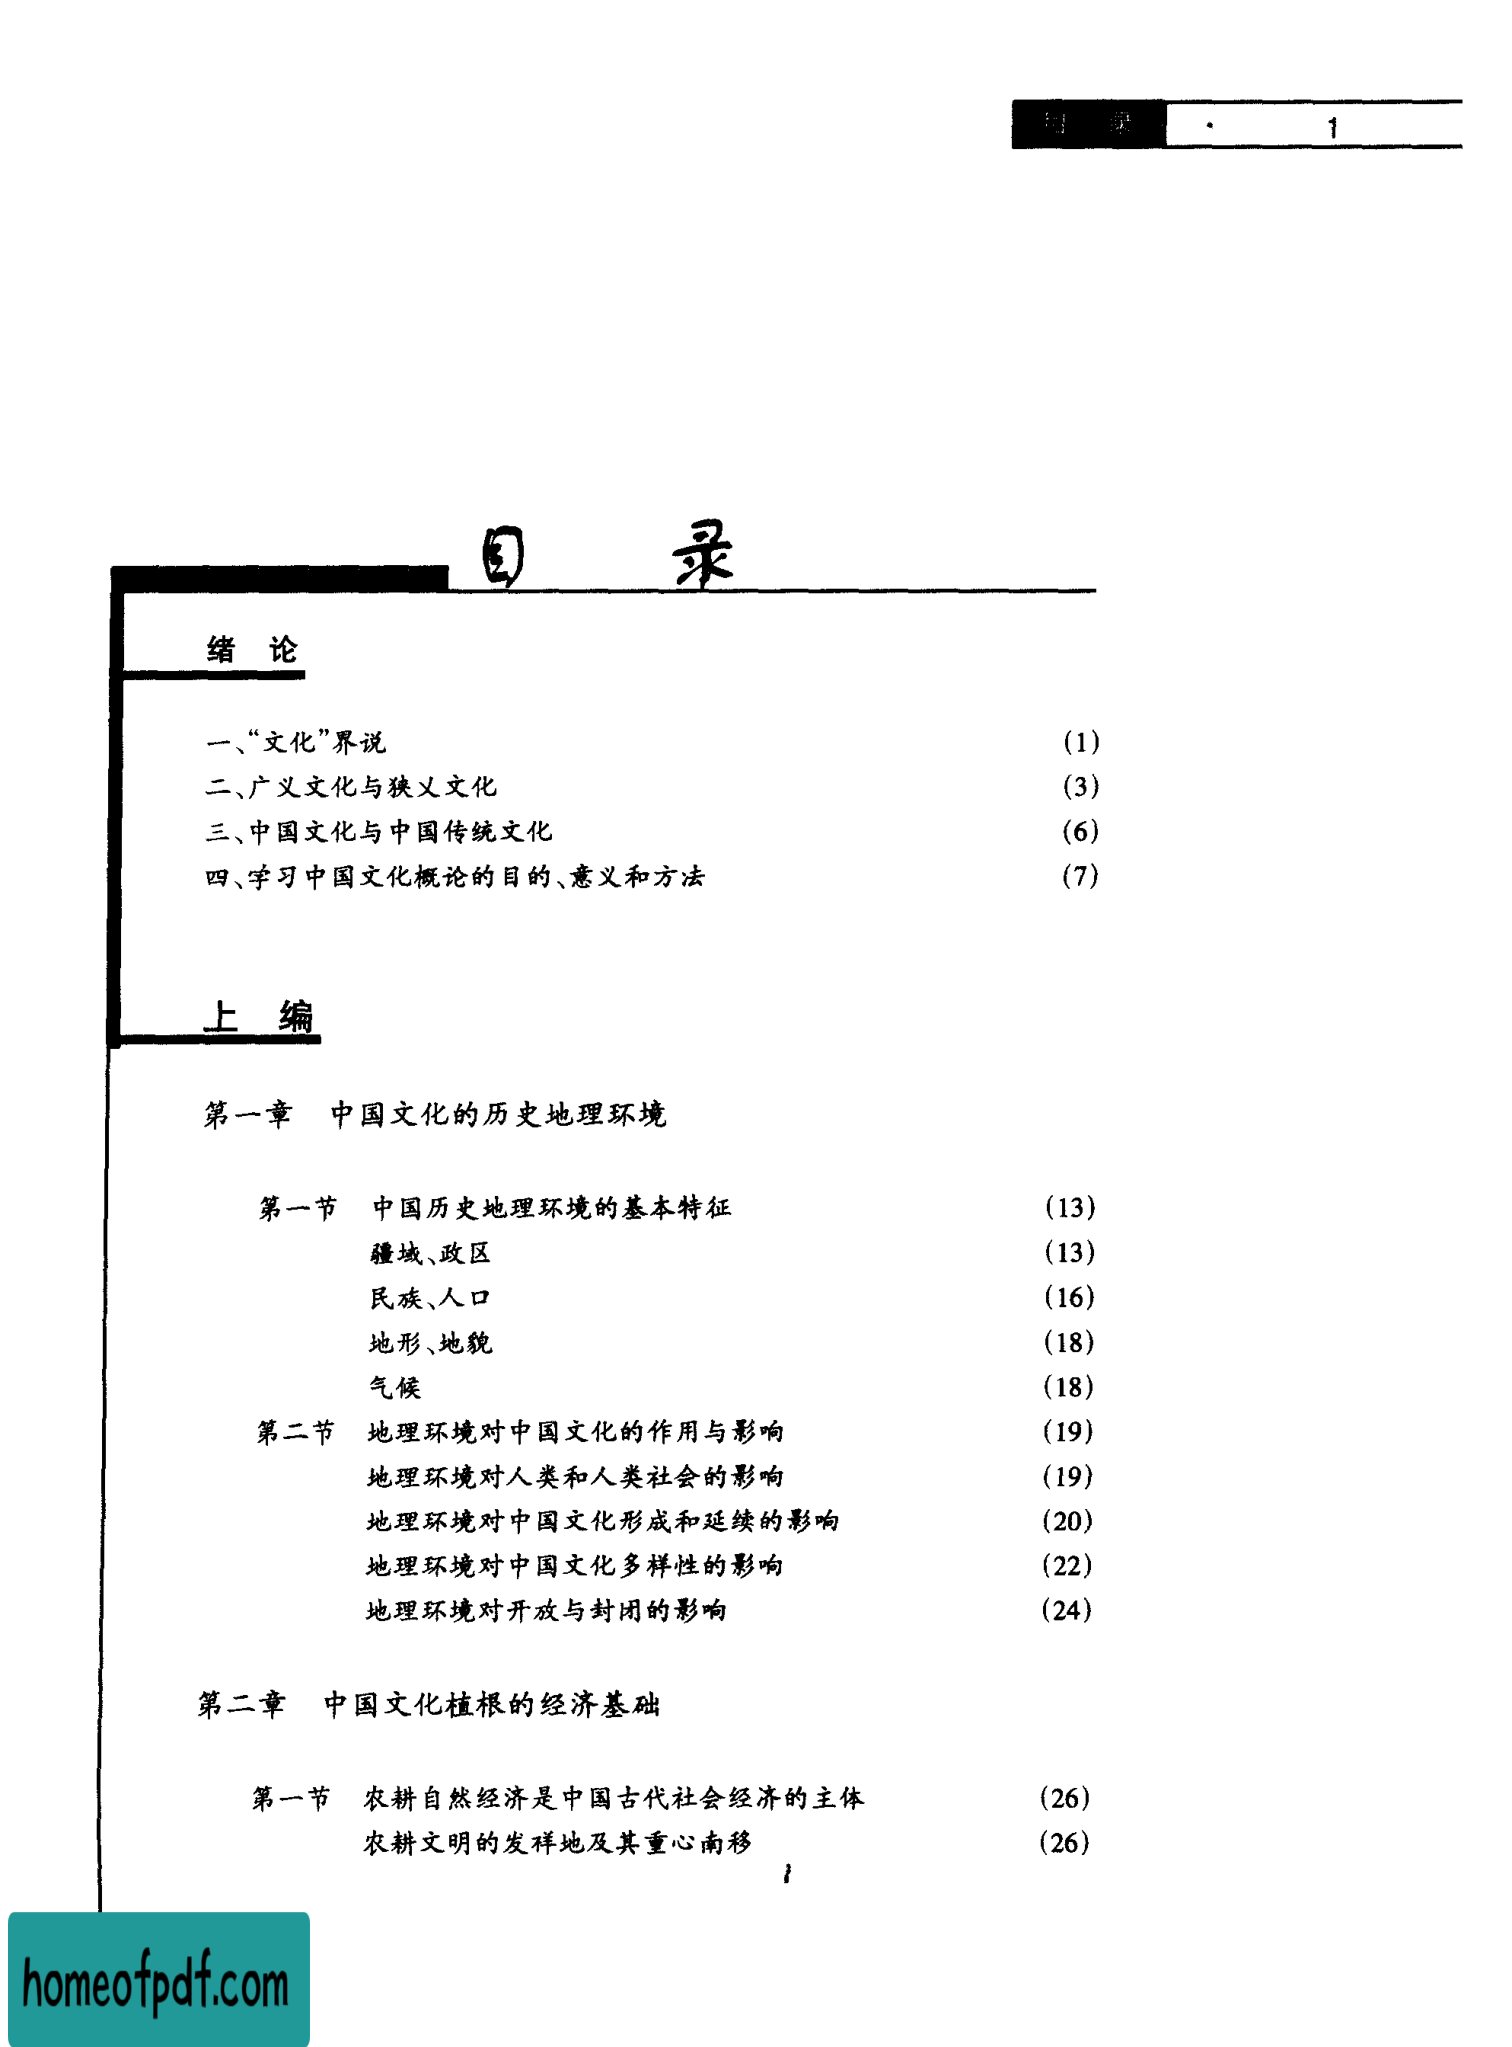 目 录 · 1
目 录
绪 论
一、“文化”界说 (1)
二、广义文化与狭义文化 (3)
三、中国文化与中国传统文化 (6)
四、学习中国文化概论的目的、意义和方法 (7)
上 编
第一章 中国文化的历史地理环境
第一节 中国历史地理环境的基本特征 (13)
疆域、政区 (13)
民族、人口 (16)
地形、地貌 (18)
气候 (18)
第二节 地理环境对中国文化的作用与影响 (19)
地理环境对人类和人类社会的影响 (19)
地理环境对中国文化形成和延续的影响 (20)
地理环境对中国文化多样性的影响 (22)
地理环境对开放与封闭的影响 (24)
第二章 中国文化植根的经济基础
第一节 农耕自然经济是中国古代社会经济的主体 (26)
农耕文明的发祥地及其重心南移 (26)
1
homeofpdf.com